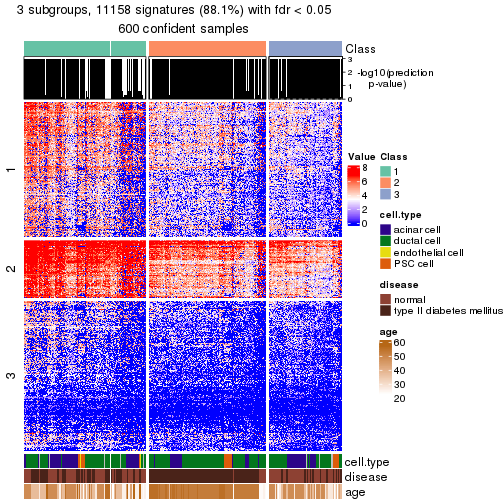 3 subgroups, 11158 signatures (88.1%) with fdr < 0.05
600 confident samples
Class
3
2
1
0
-log10(prediction
p-value)
1
2
3
Value
8
6
4
2
0
Class
1
2
3
cell.type
acinar cell
ductal cell
endothelial cell
PSC cell
disease
normal
type II diabetes mellitus
age
60
50
40
30
20
cell.type
disease
age